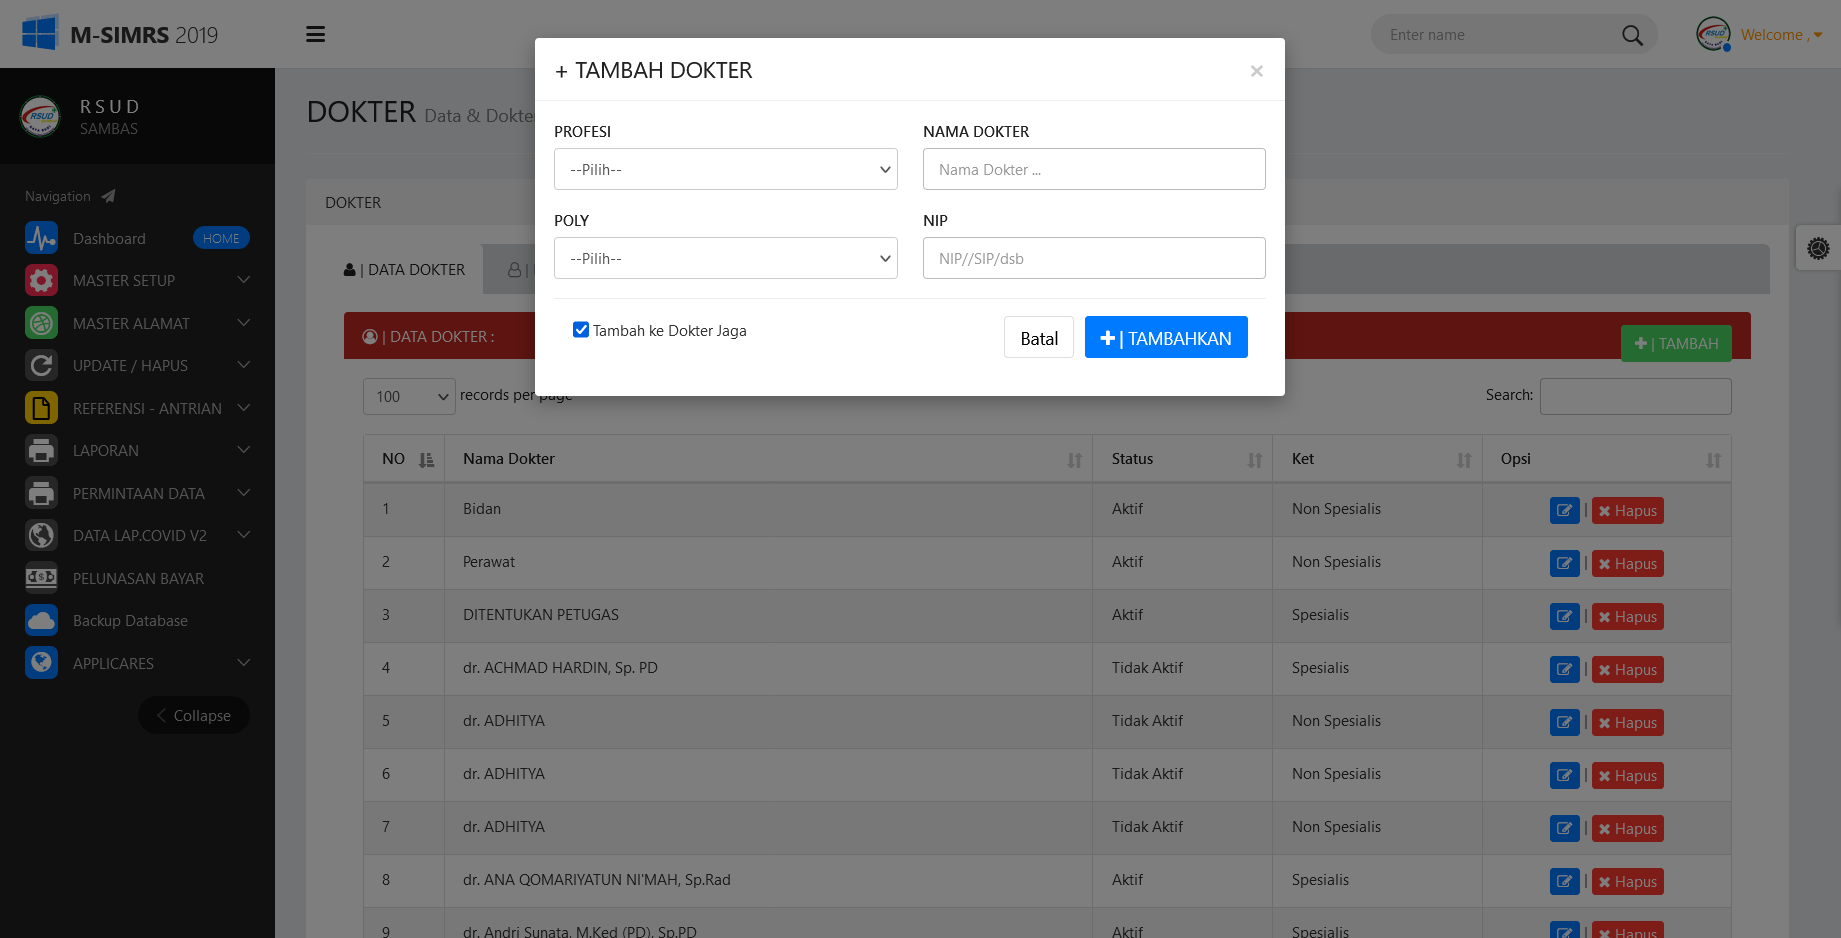 M-SIMRS 2019
Enter name
Welcome ,
RSUD
SAMBAS
Navigation
Dashboard
HOME
MASTER SETUP
MASTER ALAMAT
UPDATE / HAPUS
REFERENSI - ANTRIAN
LAPORAN
PERMINTAAN DATA
DATA LAP.COVID V2
PELUNASAN BAYAR
Backup Database
APPLICARES
Collapse
DOKTER Data & Dokte
DOKTER
| DATA DOKTER
|
| DATA DOKTER :
+ | TAMBAH
+ TAMBAH DOKTER
×
PROFESI
NAMA DOKTER
--Pilih--
Nama Dokter ...
POLY
NIP
--Pilih--
NIP//SIP/dsb
Tambah ke Dokter Jaga
Batal
+ | TAMBAHKAN
100 records per page
Search:
NO Nama Dokter Status Ket Opsi
1 Bidan Aktif Non Spesialis | Hapus
2 Perawat Aktif Non Spesialis | Hapus
3 DITENTUKAN PETUGAS Aktif Spesialis | Hapus
4 dr. ACHMAD HARDIN, Sp. PD Tidak Aktif Spesialis | Hapus
5 dr. ADHITYA Tidak Aktif Non Spesialis | Hapus
6 dr. ADHITYA Tidak Aktif Non Spesialis | Hapus
7 dr. ADHITYA Tidak Aktif Non Spesialis | Hapus
8 dr. ANA QOMARIYATUN NI'MAH, Sp.Rad Aktif Spesialis | Hapus
9 dr. Andri Sunata, M.Ked (PD), Sp.PD Aktif Spesialis | Hapus